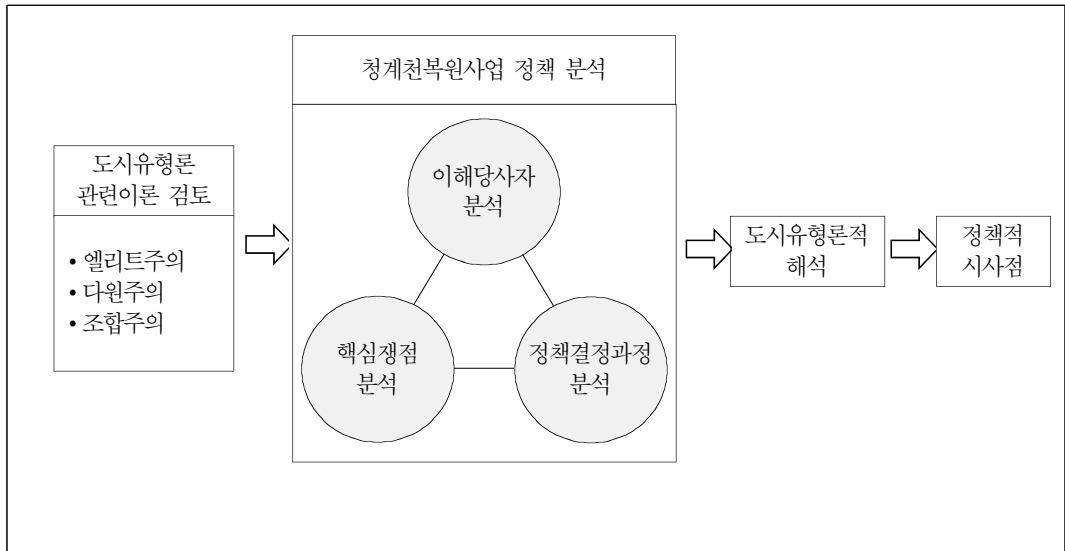 청계천복원사업 정책 분석
도시유형론
관련이론 검토
• 엘리트주의
• 다원주의
• 조합주의
이해당사자
분석
핵심쟁점
분석
정책결정과정
분석
도시유형론적
해석
정책적
시사점